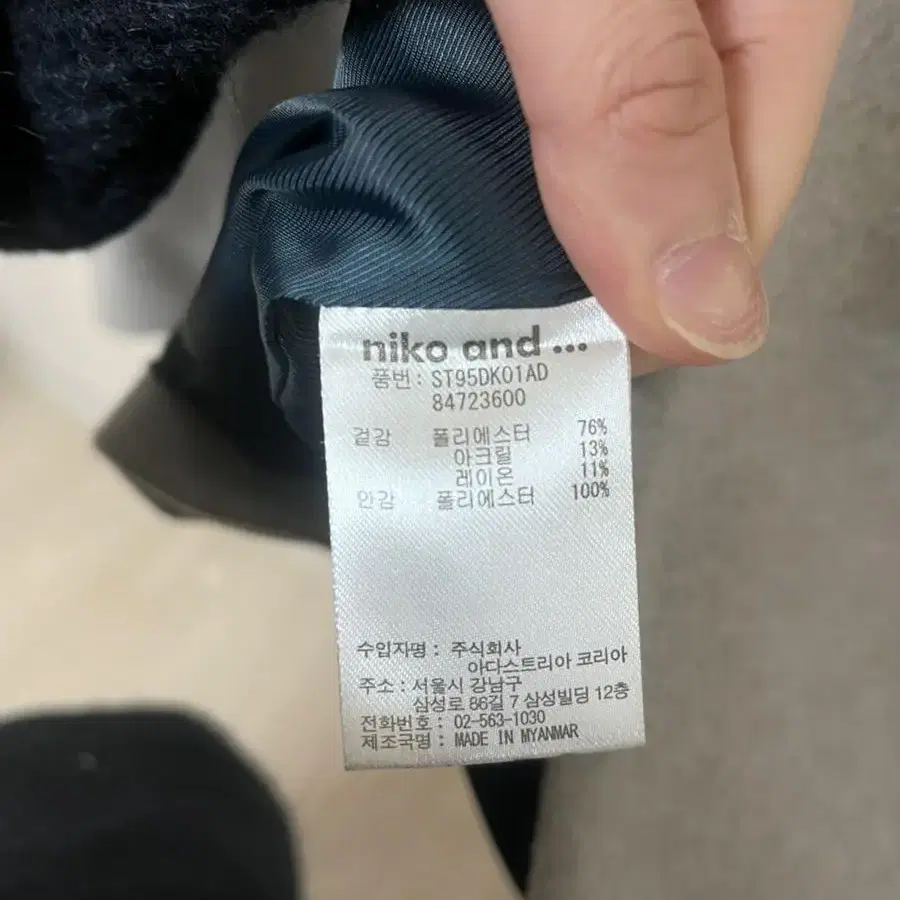 niko and ...
품번: ST95DK01AD
84723600
겉감 폴리에스터 76%
아크릴 13%
레이온 11%
안감 폴리에스터 100%
수입자명 : 주식회사
아다스트리아 코리아
주소 : 서울시 강남구
삼성로 86길 7 삼성빌딩 12층
전화번호 : 02-563-1030
제조국명 : MADE IN MYANMAR